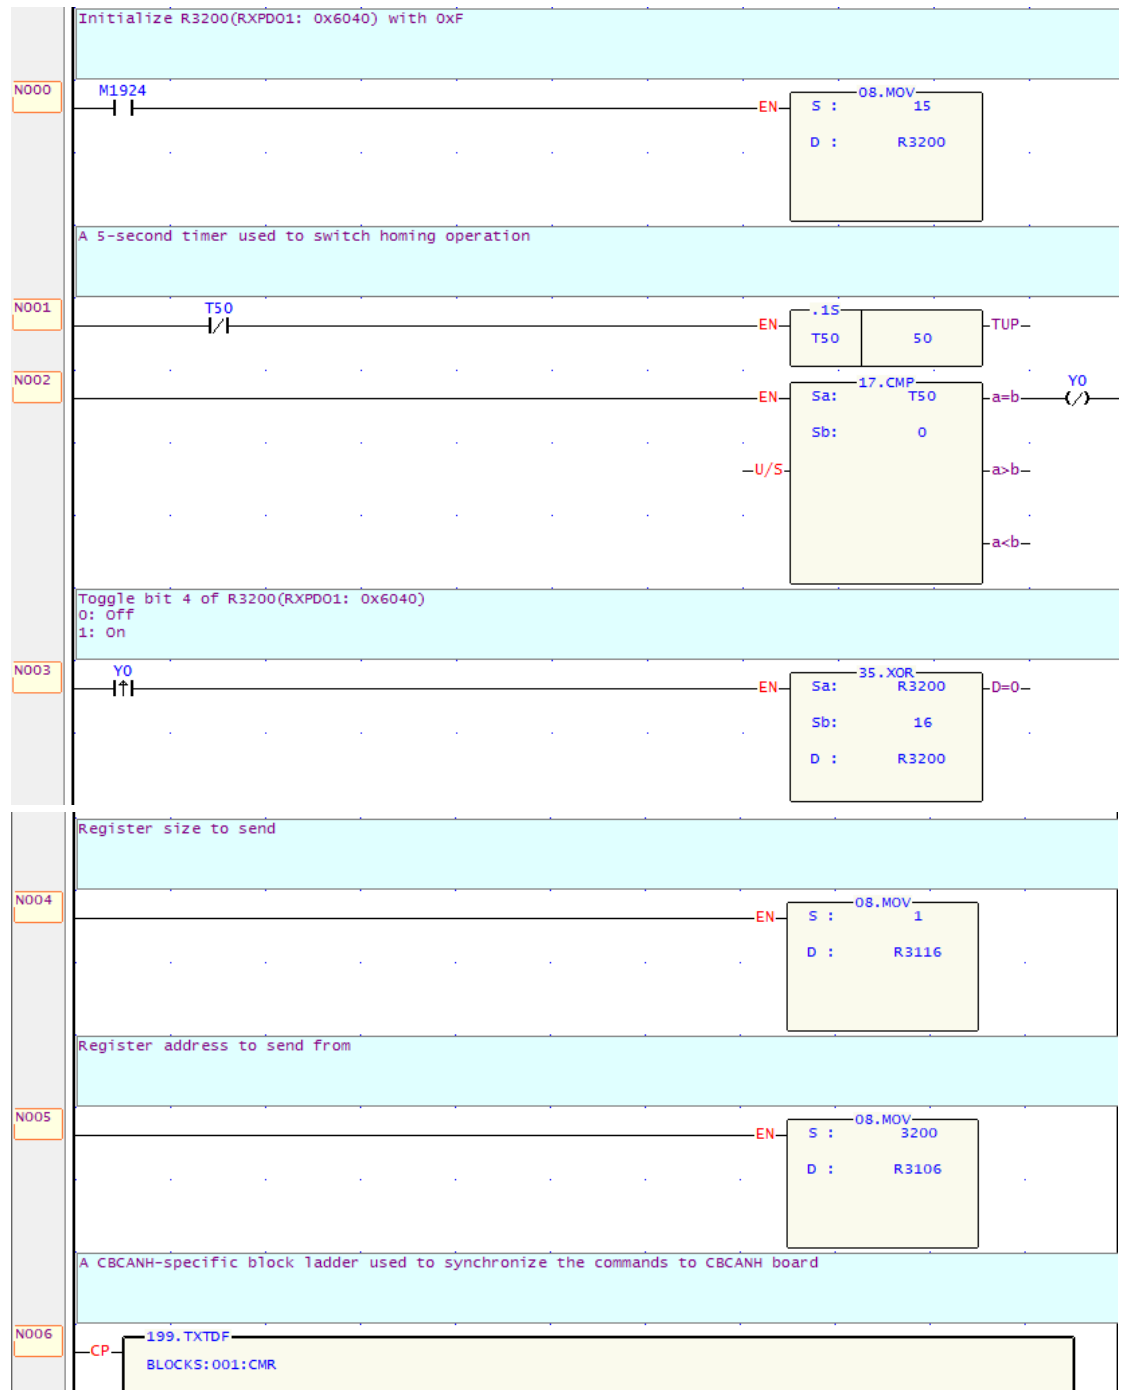 Initialize R3200(RXPDO1: 0x6040) with 0xF
N000
M1924
08.MOV
EN
S : 15
D : R3200
A 5-second timer used to switch homing operation
N001
T50
.1S
EN
TUP
T50 50
N002
17.CMP
Y0
EN
Sa: T50
a=b
Sb: 0
U/S
a>b
a<b
Toggle bit 4 of R3200(RXPDO1: 0x6040)
0: Off
1: On
N003
Y0
35.XOR
EN
Sa: R3200
D=0
Sb: 16
D : R3200
Register size to send
N004
08.MOV
EN
S : 1
D : R3116
Register address to send from
N005
08.MOV
EN
S : 3200
D : R3106
A CBCANH-specific block ladder used to synchronize the commands to CBCANH board
N006
199.TXTDF
CP
BLOCKS:001:CMR